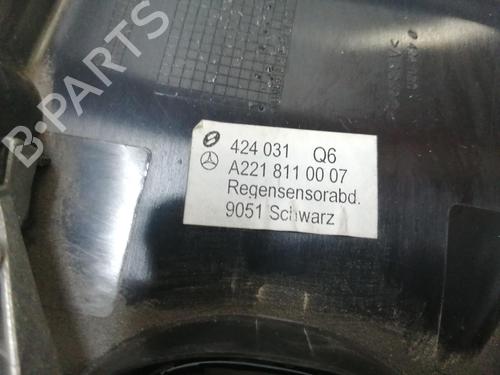 B-PARTS
424 031 Q6
A221 811 00 07
Regensensorabd.
9051 Schwarz